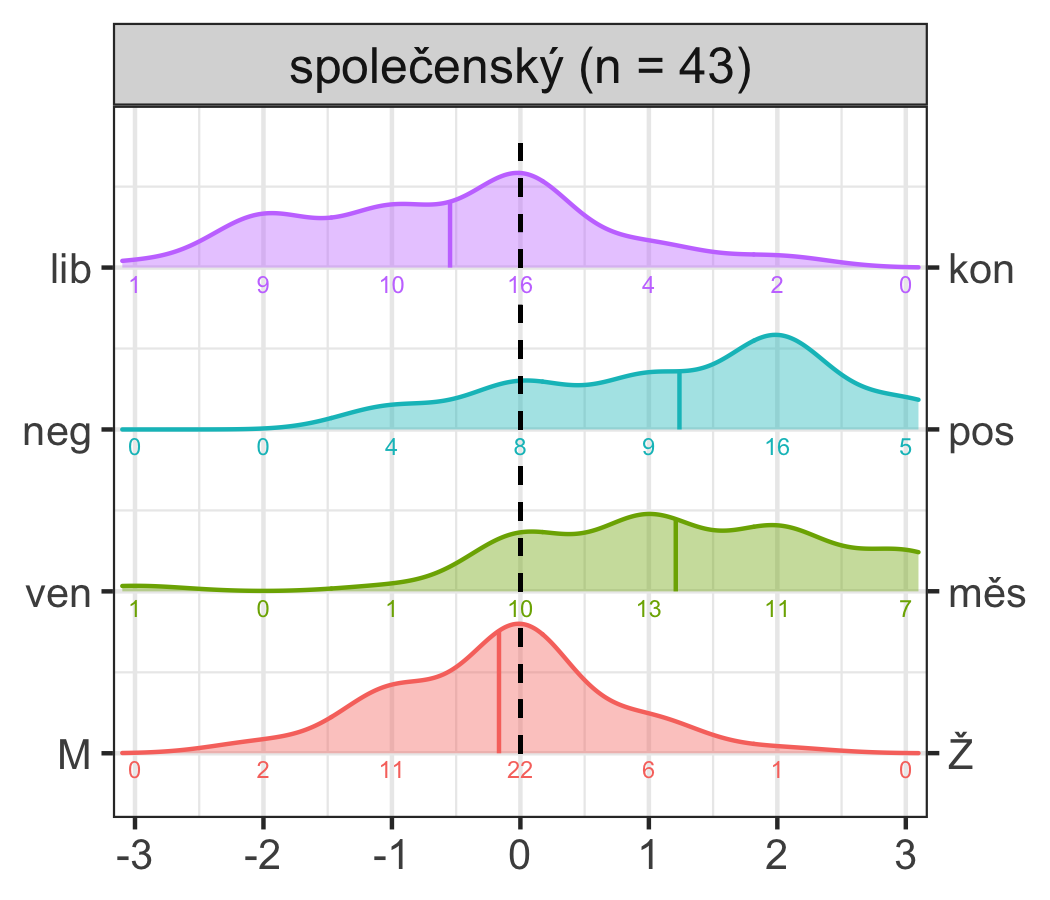 společenský (n = 43)
lib kon
1 9 10 16 4 2 0
neg pos
0 0 4 8 9 16 5
ven měs
1 0 1 10 13 11 7
M Ž
0 2 11 22 6 1 0
-3 -2 -1 0 1 2 3